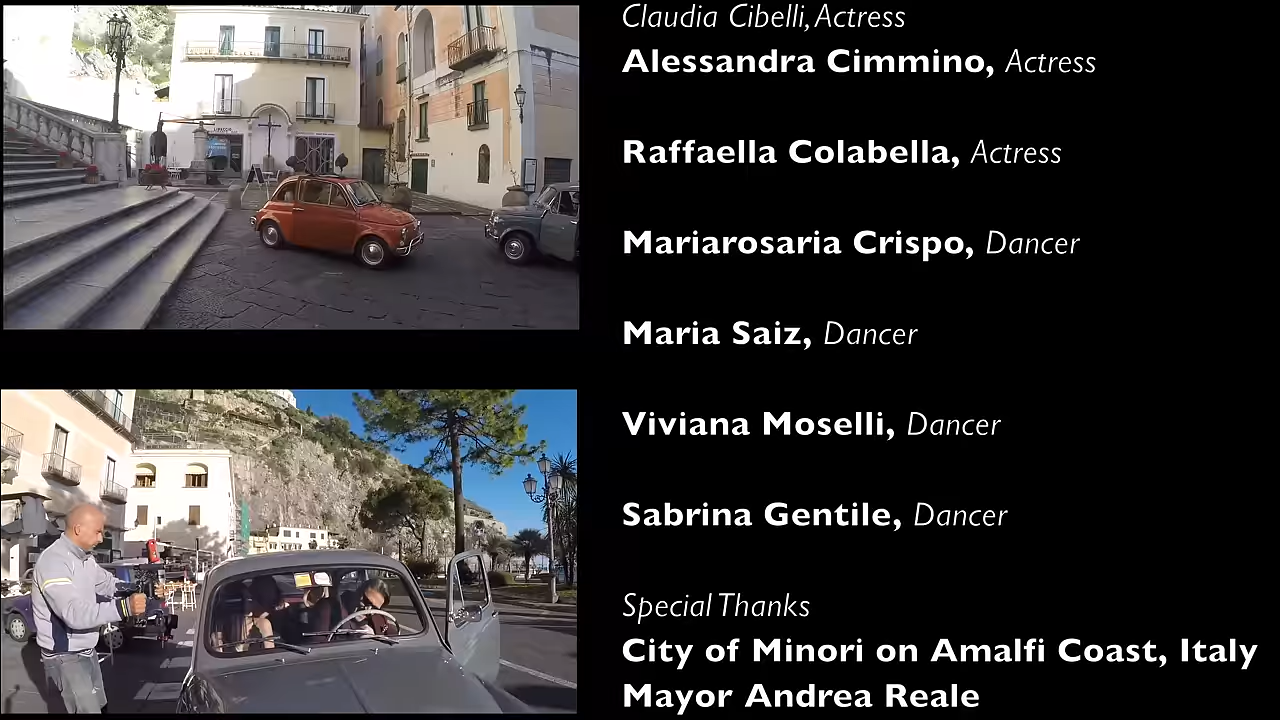 Claudia Cibelli, Actress
Alessandra Cimmino, Actress
Raffaella Colabella, Actress
Mariarosaria Crispo, Dancer
Maria Saiz, Dancer
Viviana Moselli, Dancer
Sabrina Gentile, Dancer
Special Thanks
City of Minori on Amalfi Coast, Italy
Mayor Andrea Reale